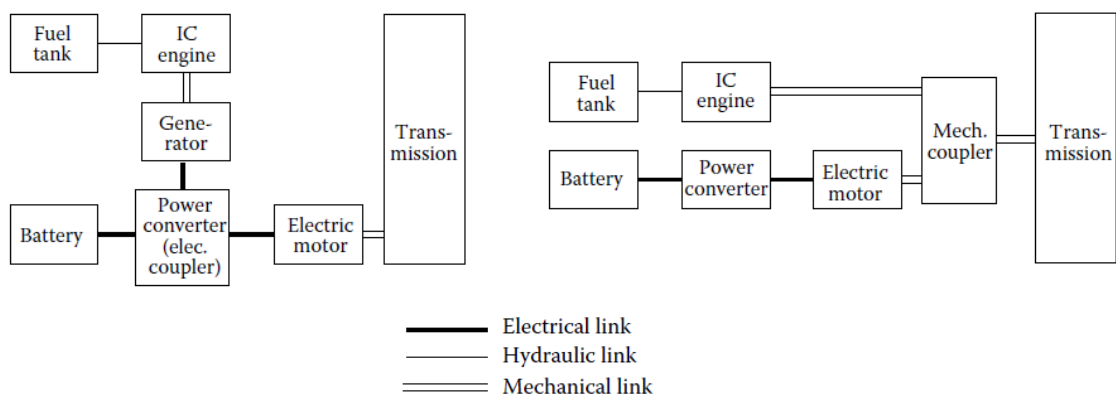 Fuel
tank
IC
engine
Gene-
rator
Battery
Power
converter
(elec.
coupler)
Electric
motor
Trans-
mission
Fuel
tank
IC
engine
Battery
Power
converter
Electric
motor
Mech.
coupler
Trans-
mission
Electrical link
Hydraulic link
Mechanical link